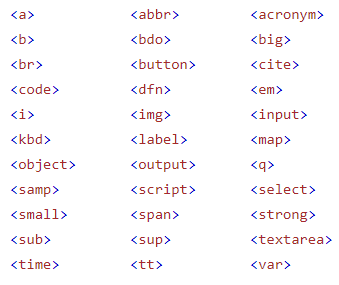 <a> <abbr> <acronym>
<b> <bdo> <big>
<br> <button> <cite>
<code> <dfn> <em>
<i> <img> <input>
<kbd> <label> <map>
<object> <output> <q>
<samp> <script> <select>
<small> <span> <strong>
<sub> <sup> <textarea>
<time> <tt> <var>